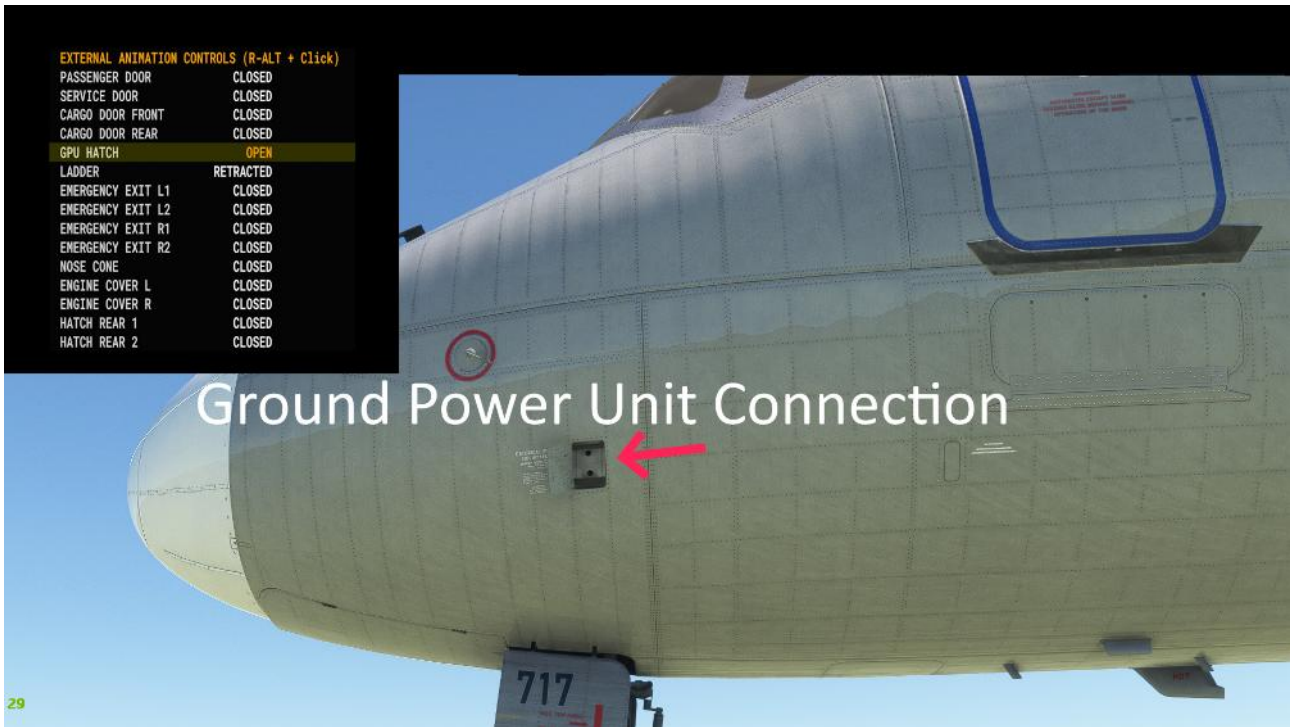 EXTERNAL ANIMATION CONTROLS (R-ALT + Click)
PASSENGER DOOR CLOSED
SERVICE DOOR CLOSED
CARGO DOOR FRONT CLOSED
CARGO DOOR REAR CLOSED
GPU HATCH OPEN
LADDER RETRACTED
EMERGENCY EXIT L1 CLOSED
EMERGENCY EXIT L2 CLOSED
EMERGENCY EXIT R1 CLOSED
EMERGENCY EXIT R2 CLOSED
NOSE CONE CLOSED
ENGINE COVER L CLOSED
ENGINE COVER R CLOSED
HATCH REAR 1 CLOSED
HATCH REAR 2 CLOSED
Ground Power Unit Connection
717
29